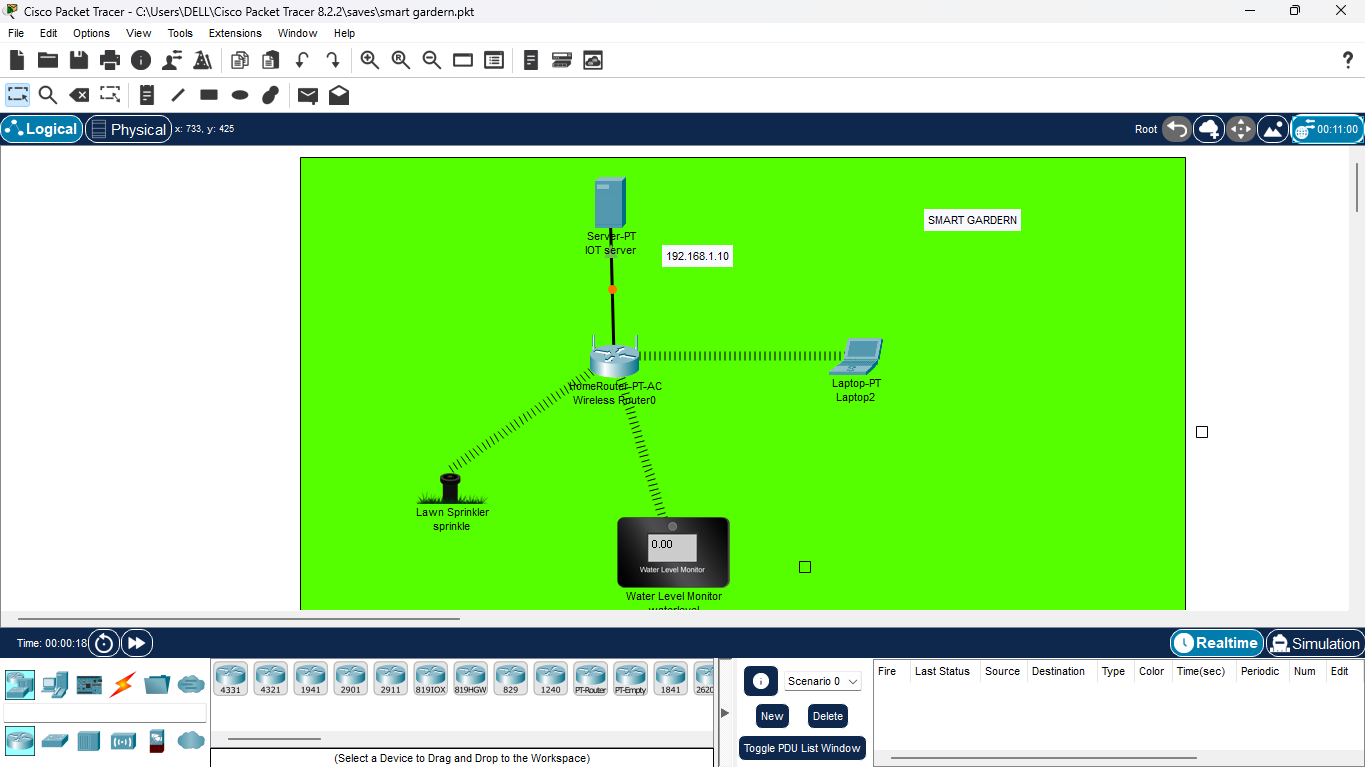 Cisco Packet Tracer - C:\Users\DELL\Cisco Packet Tracer 8.2.2\saves\smart gardern.pkt
File Edit Options View Tools Extensions Window Help
?
Logical Physical x: 733, y: 425 Root 00:11:00
SMART GARDERN
Server-PT
IOT server
192.168.1.10
HomeRouter-PT-AC
Wireless Router0
Laptop-PT
Laptop2
Lawn Sprinkler
sprinkle
0.00
Water Level Monitor
Water Level Monitor
waterlevel
Time: 00:00:18 Realtime Simulation
4331 4321 1941 2901 2911 819IOX 819HGW 829 1240 PT-Router PT-Empty 1841 2620
(Select a Device to Drag and Drop to the Workspace)
Scenario 0
New Delete
Toggle PDU List Window
Fire Last Status Source Destination Type Color Time(sec) Periodic Num Edit